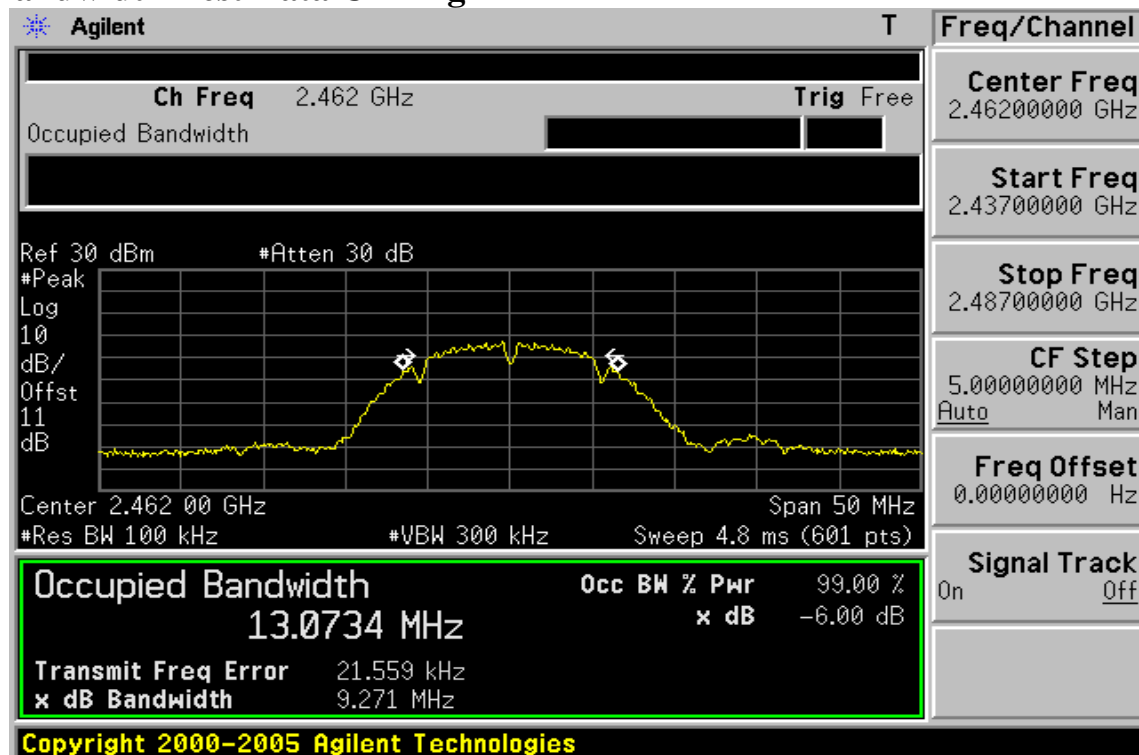 Agilent T
Ch Freq 2.462 GHz Trig Free
Occupied Bandwidth
Ref 30 dBm #Atten 30 dB
#Peak
Log
10
dB/
Offst
11
dB
Center 2.462 00 GHz Span 50 MHz
#Res BW 100 kHz #VBW 300 kHz Sweep 4.8 ms (601 pts)
Occupied Bandwidth Occ BW % Pwr 99.00 %
13.0734 MHz x dB -6.00 dB
Transmit Freq Error 21.559 kHz
x dB Bandwidth 9.271 MHz
Copyright 2000-2005 Agilent Technologies
Freq/Channel
Center Freq
2.46200000 GHz
Start Freq
2.43700000 GHz
Stop Freq
2.48700000 GHz
CF Step
5.00000000 MHz
Auto Man
Freq Offset
0.00000000 Hz
Signal Track
On Off